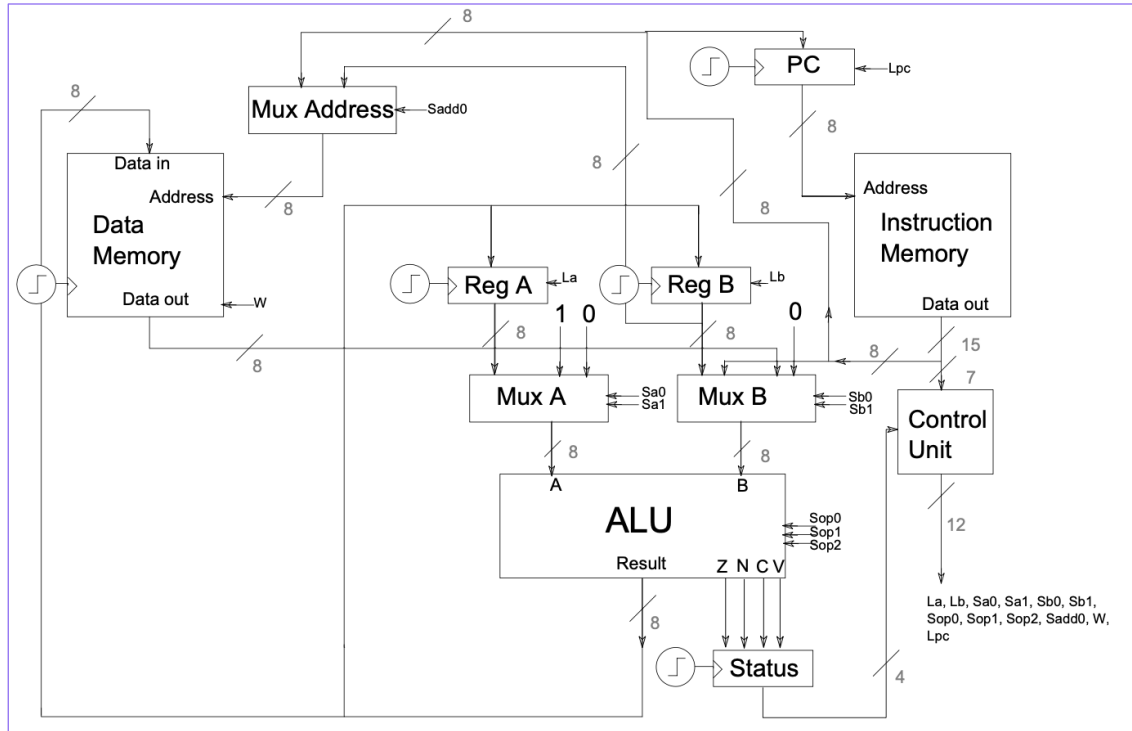 8
8
PC
Lpc
8
Mux Address
Sadd0
8
8
8
8
Data in
Address
Data
Memory
Data out
W
Address
Instruction
Memory
Data out
Reg A
La
Reg B
Lb
1 0
0
8
8
8
8
15
7
Mux A
Sa0
Sa1
Mux B
Sb0
Sb1
Control
Unit
8
8
12
A
B
ALU
Sop0
Sop1
Sop2
Result
Z N C V
8
La, Lb, Sa0, Sa1, Sb0, Sb1,
Sop0, Sop1, Sop2, Sadd0, W,
Lpc
Status
4